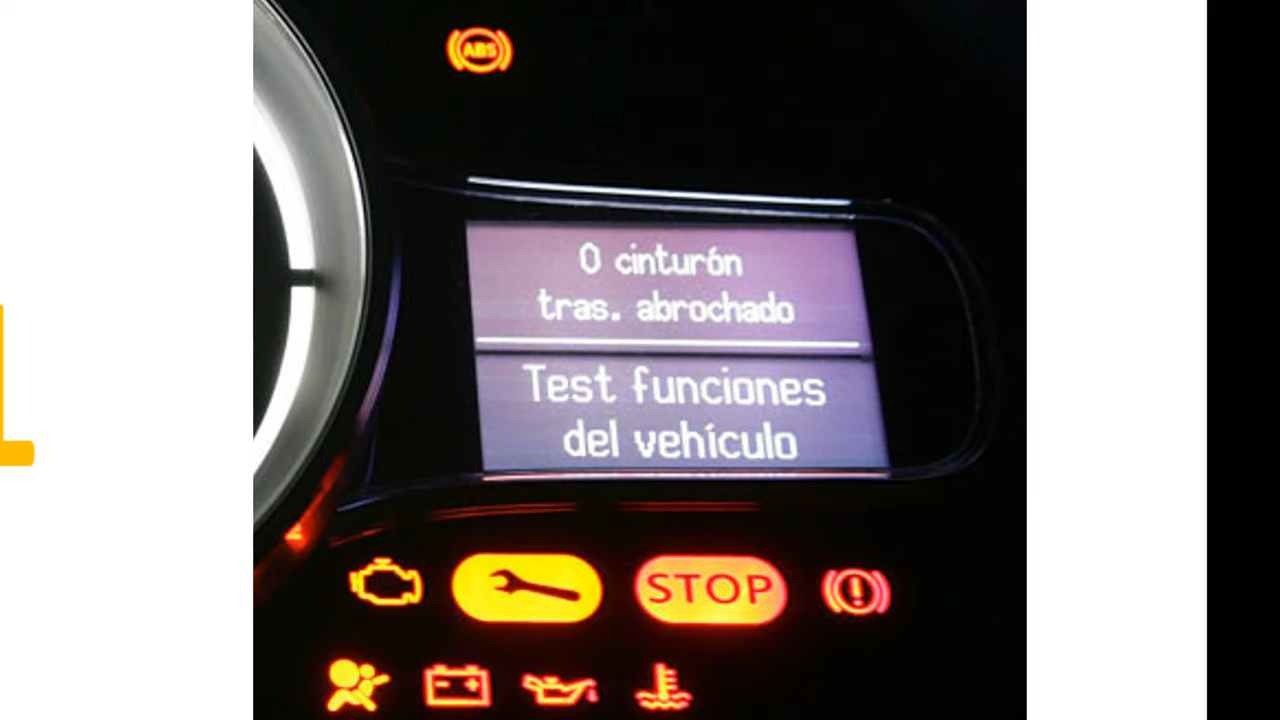 ABS
0 cinturón
tras. abrochado
Test funciones
del vehículo
STOP